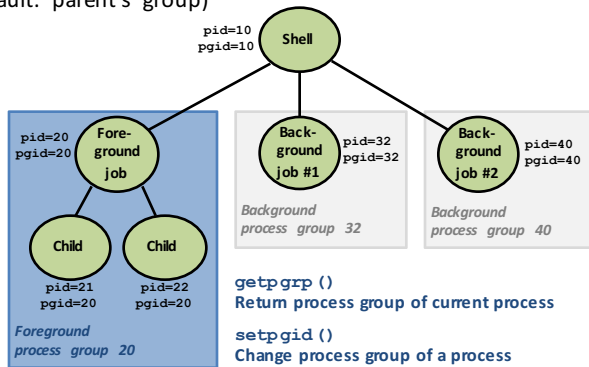 ault: parent's group)
pid=10
pgid=10
Shell
pid=20
pgid=20
Fore-
ground
job
Back-
ground
job #1
pid=32
pgid=32
Back-
ground
job #2
pid=40
pgid=40
Background
process group 32
Background
process group 40
Child
Child
pid=21
pgid=20
pid=22
pgid=20
Foreground
process group 20
getpgrp()
Return process group of current process
setpgid()
Change process group of a process